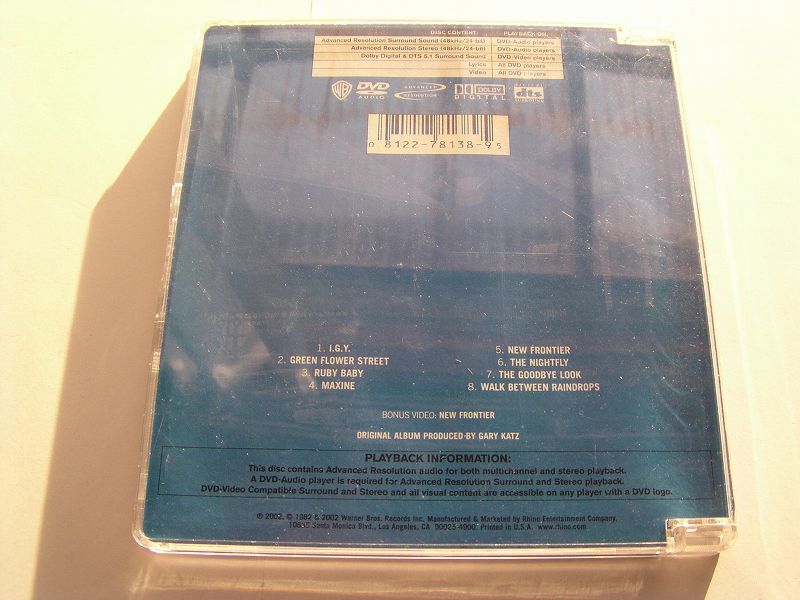 DISC CONTENT: PLAYBACK ON:
Advanced Resolution Surround Sound (48kHz/24-bit) DVD-Audio players
Advanced Resolution Stereo (48kHz/24-bit) DVD-Audio players
Dolby Digital & DTS 5.1 Surround Sound DVD-Video players
Lyrics All DVD players
Video All DVD players
WB DVD AUDIO ADVANCED RESOLUTION DOLBY DIGITAL dts
0 8122-78138-9 5
1. I.G.Y.
2. GREEN FLOWER STREET
3. RUBY BABY
4. MAXINE
5. NEW FRONTIER
6. THE NIGHTFLY
7. THE GOODBYE LOOK
8. WALK BETWEEN RAINDROPS
BONUS VIDEO: NEW FRONTIER
ORIGINAL ALBUM PRODUCED BY GARY KATZ
PLAYBACK INFORMATION:
This disc contains Advanced Resolution audio for both multichannel and stereo playback.
A DVD-Audio player is required for Advanced Resolution Surround and Stereo playback.
DVD-Video Compatible Surround and Stereo and all visual content are accessible on any player with a DVD logo.
℗ 2002, © 1982 & 2002 Warner Bros. Records Inc. Manufactured & Marketed by Rhino Entertainment Company,
10635 Santa Monica Blvd., Los Angeles, CA 90025-4900. Printed in U.S.A. www.rhino.com